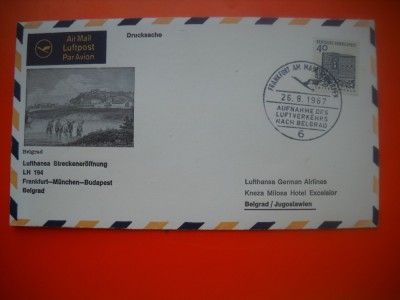 Air Mail
Luftpost
Par Avion
Drucksache
40
FRANKFURT AM MAIN
26.8.1967
AUFNAHME DES
LUFTVERKEHRS
NACH BELGRAD
6
Belgrad
Lufthansa Streckeneröffnung
LH 194
Frankfurt—München—Budapest
Belgrad
Lufthansa German Airlines
Kneza Milosa Hotel Excelsior
Belgrad / Jugoslawien